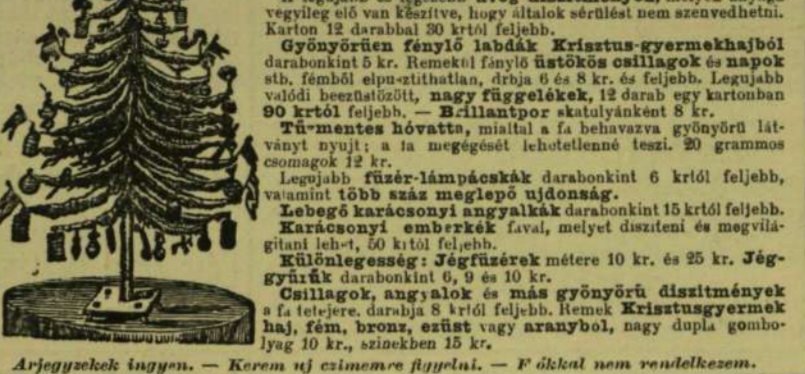 vegyileg elő van készítve, hogy általok sérülést nem szenvedhetni.
Karton 12 darabbal 30 krtól feljebb.
Gyönyörüen fénylő labdák Krisztus-gyermekhajból
darabonkint 5 kr. Remekül fénylő üstökös csillagok és napok
stb. fémből elpusztithatlan, drbja 6 és 8 kr. és feljebb. Legujabb
valódi beezüstözött, nagy függelékek, 12 darab egy kartonban
90 krtól feljebb. — Brillantpor skatulyánként 8 kr.
Tűzmentes hóvatta, mialtal a fa behavazva gyönyörü lát-
ványt nyujt; a fa megégését lehetetlenné teszi. 20 grammos
csomagok 12 kr.
Legujabb füzér-lámpácskák darabonkint 6 krtól feljebb,
valamint több száz meglepő ujdonság.
Lebegő karácsonyi angyalkák darabonkint 15 krtól feljebb.
Karácsonyi emberkék fával, melyet disziteni és megvilá-
gitani lehet, 50 krtól feljebb.
Különlegesség: Jégfüzérek métere 10 kr. és 25 kr. Jég-
gyűrűk darabonkint 6, 9 és 10 kr.
Csillagok, angyalok és más gyönyörü diszitmények
a fa tetejere. darabja 8 krtól feljebb. Remek Krisztusgyermek
haj, fém, bronz, ezüst vagy aranyból, nagy dupla gombo-
lyag 10 kr., szinekben 15 kr.
Arjegyzekek ingyen. — Kerem uj czimemre figyelni. — Fiókkal nem rendelkezem.